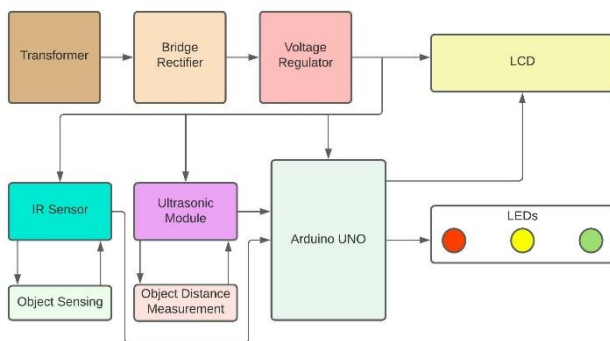 Transformer
Bridge
Rectifier
Voltage
Regulator
LCD
IR Sensor
Ultrasonic
Module
Arduino UNO
LEDs
Object Sensing
Object Distance
Measurement